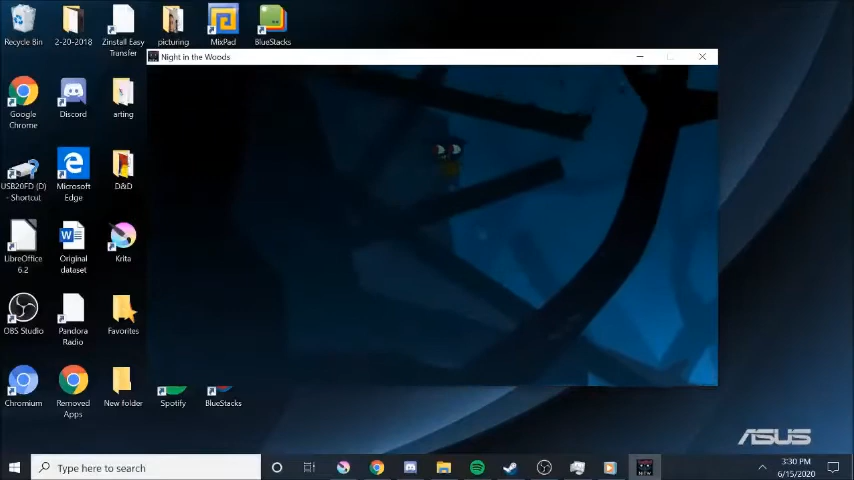 Recycle Bin
2-20-2018
Zinstall Easy
Transfer
picturing
MixPad
BlueStacks
Night in the Woods
Google
Chrome
Discord
arting
USB20FD (D)
- Shortcut
Microsoft
Edge
D&D
LibreOffice
6.2
Original
dataset
Krita
OBS Studio
Pandora
Radio
Favorites
Chromium
Removed
Apps
New folder
Spotify
BlueStacks
ASUS
Type here to search
3:30 PM
6/15/2020